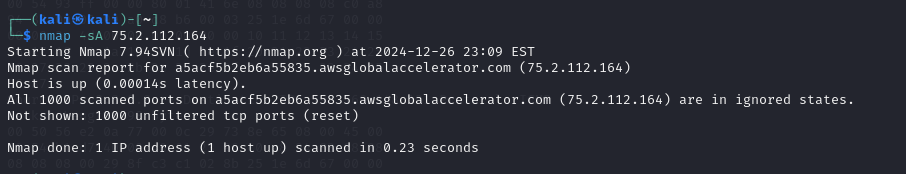 ┌──(kali㉿kali)-[~]
└─$ nmap -sA 75.2.112.164
Starting Nmap 7.94SVN ( https://nmap.org ) at 2024-12-26 23:09 EST
Nmap scan report for a5acf5b2eb6a55835.awsglobalaccelerator.com (75.2.112.164)
Host is up (0.00014s latency).
All 1000 scanned ports on a5acf5b2eb6a55835.awsglobalaccelerator.com (75.2.112.164) are in ignored states.
Not shown: 1000 unfiltered tcp ports (reset)
Nmap done: 1 IP address (1 host up) scanned in 0.23 seconds